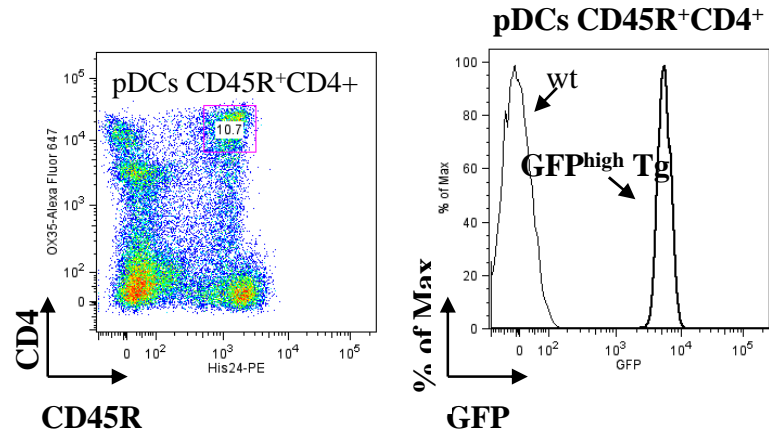 pDCs CD45R⁺CD4+
10.7
10⁵
10⁴
10³
10²
0
OX35-Alexa Fluor 647
0 10² 10³ 10⁴ 10⁵
His24-PE
CD4
CD45R
pDCs CD45R⁺CD4⁺
wt
GFPʰⁱᵍʰ Tg
100
80
60
40
20
0
% of Max
0 10² 10³ 10⁴ 10⁵
GFP
% of Max
GFP